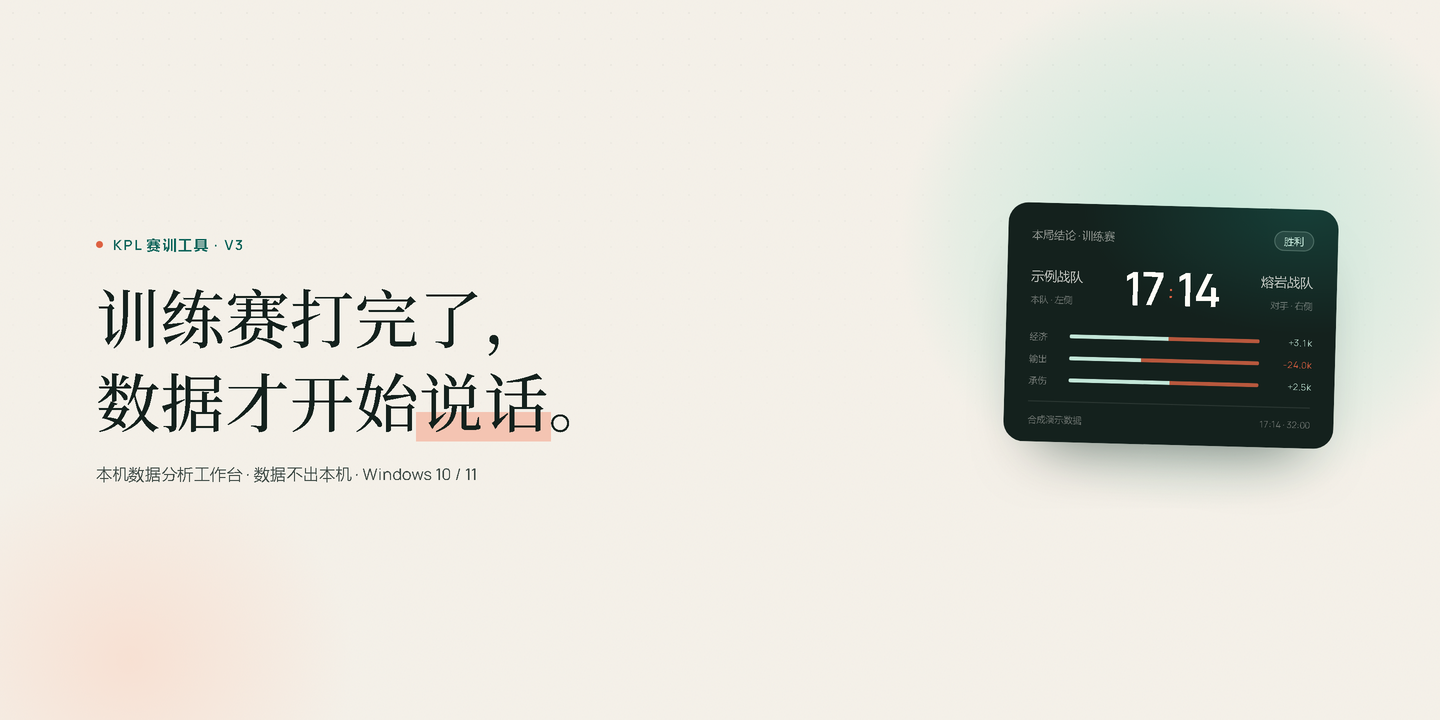 KPL 赛训工具 · V3
训练赛打完了，
数据才开始说话。
本机数据分析工作台 · 数据不出本机 · Windows 10 / 11
本局结论 · 训练赛
胜利
示例战队
17:14
熔岩战队
本队 · 左侧
对手 · 右侧
经济
+3.1k
输出
-24.0k
承伤
+2.5k
合成演示数据
17:14 · 32:00